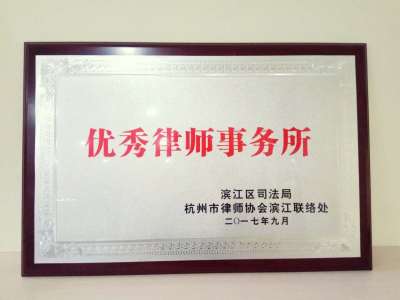 优秀律师事务所
滨江区司法局
杭州市律师协会滨江联络处
二〇一七年九月